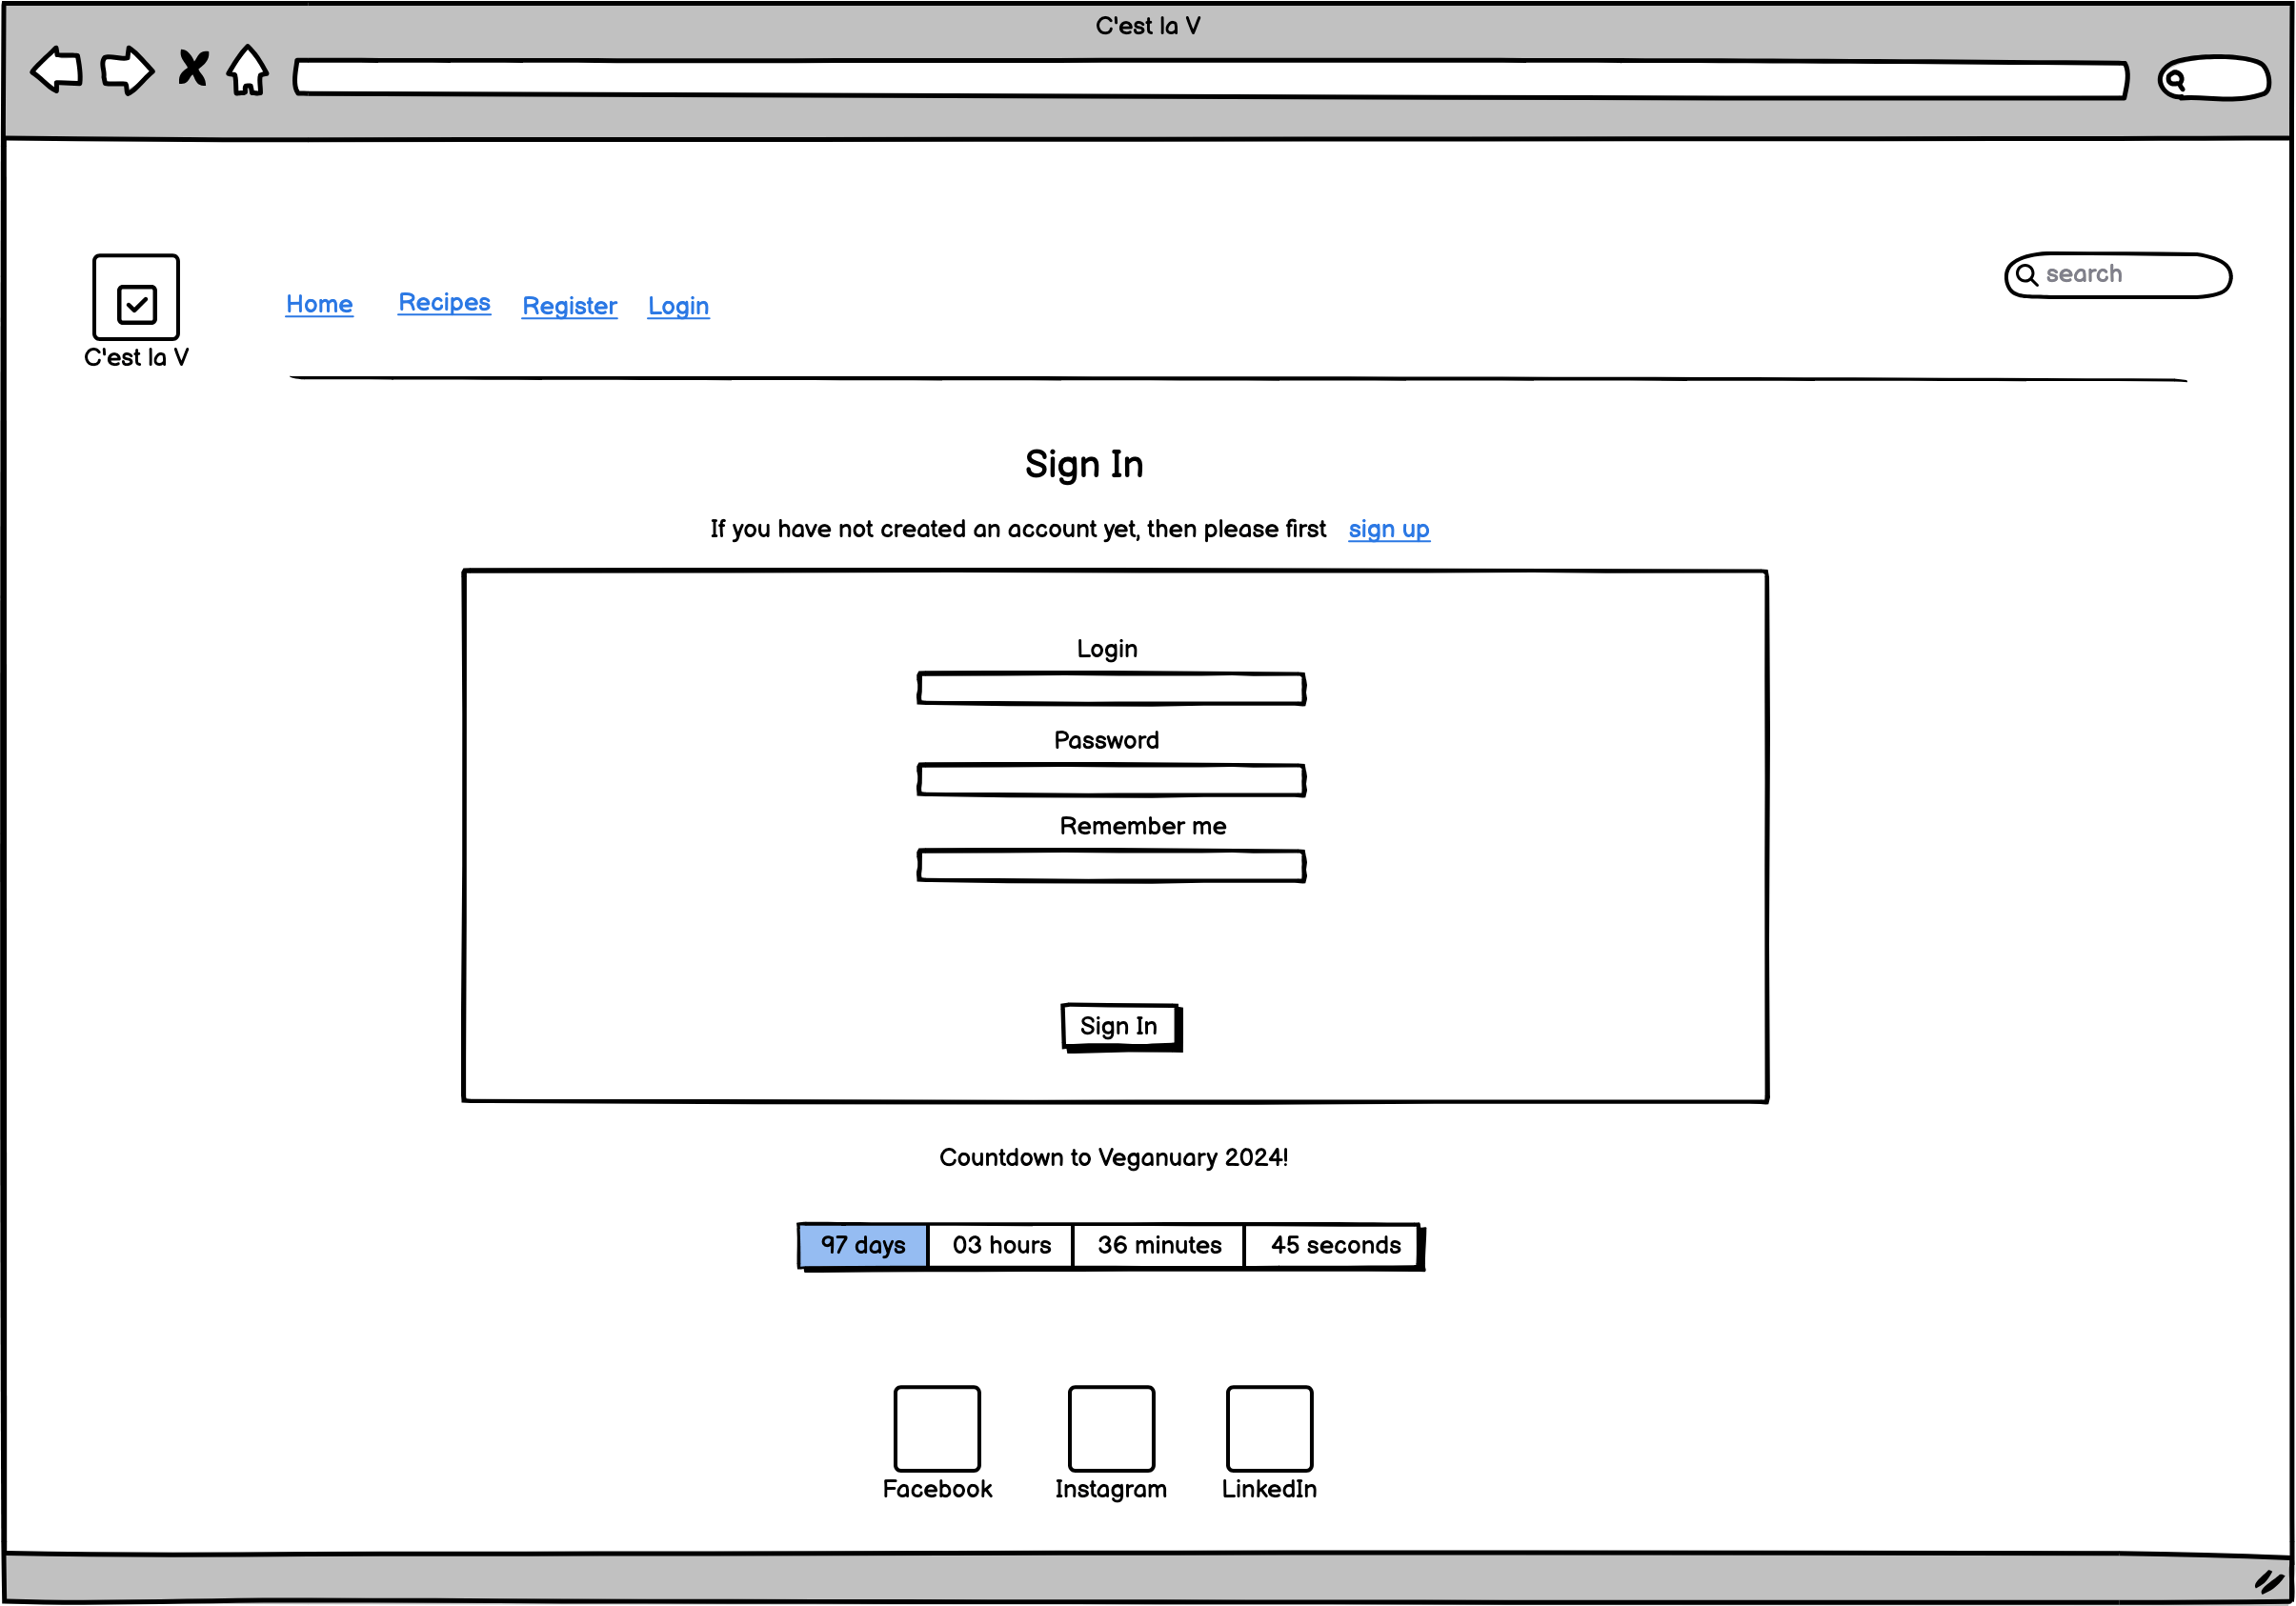 C'est la V
search
Home Recipes Register Login
C'est la V
Sign In
If you have not created an account yet, then please first sign up
Login
Password
Remember me
Sign In
Countdown to Veganuary 2024!
97 days 03 hours 36 minutes 45 seconds
Facebook Instagram LinkedIn